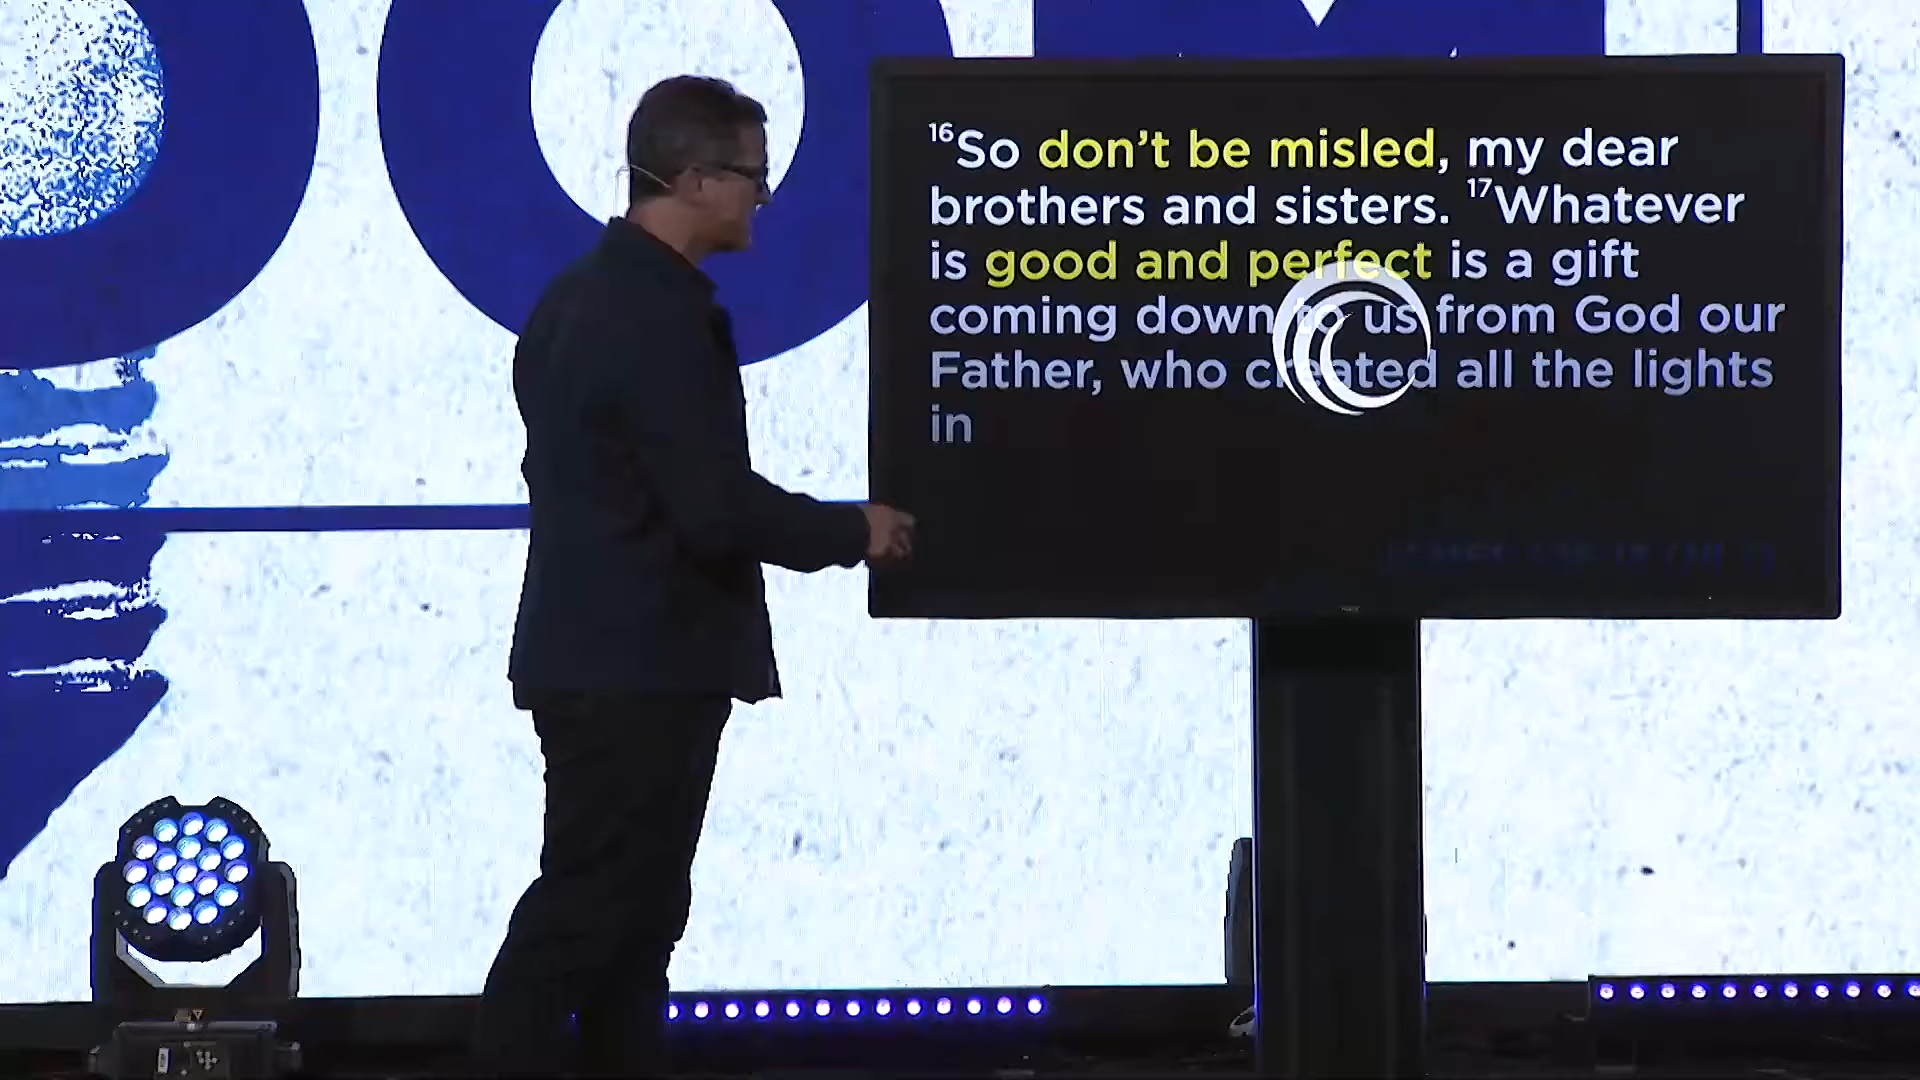 ¹⁶So don't be misled, my dear
brothers and sisters. ¹⁷Whatever
is good and perfect is a gift
coming down to us from God our
Father, who created all the lights
in